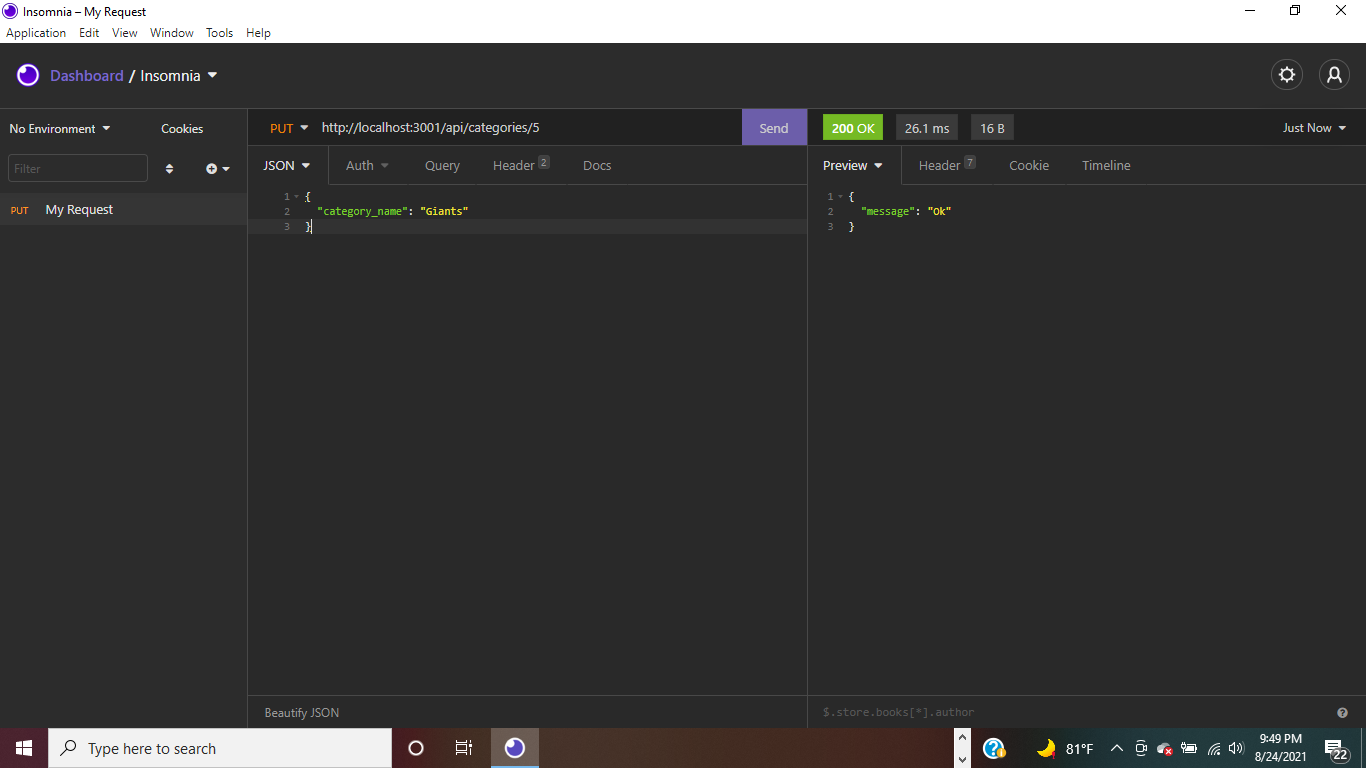 Insomnia – My Request
Application Edit View Window Tools Help
Dashboard / Insomnia
No Environment Cookies
PUT http://localhost:3001/api/categories/5 Send
200 OK 26.1 ms 16 B Just Now
Filter
JSON Auth Query Header 2 Docs
Preview Header 7 Cookie Timeline
PUT My Request
1 {
2 "category_name": "Giants"
3 }
1 {
2 "message": "Ok"
3 }
Beautify JSON
$.store.books[*].author
Type here to search
81°F
9:49 PM
8/24/2021
22